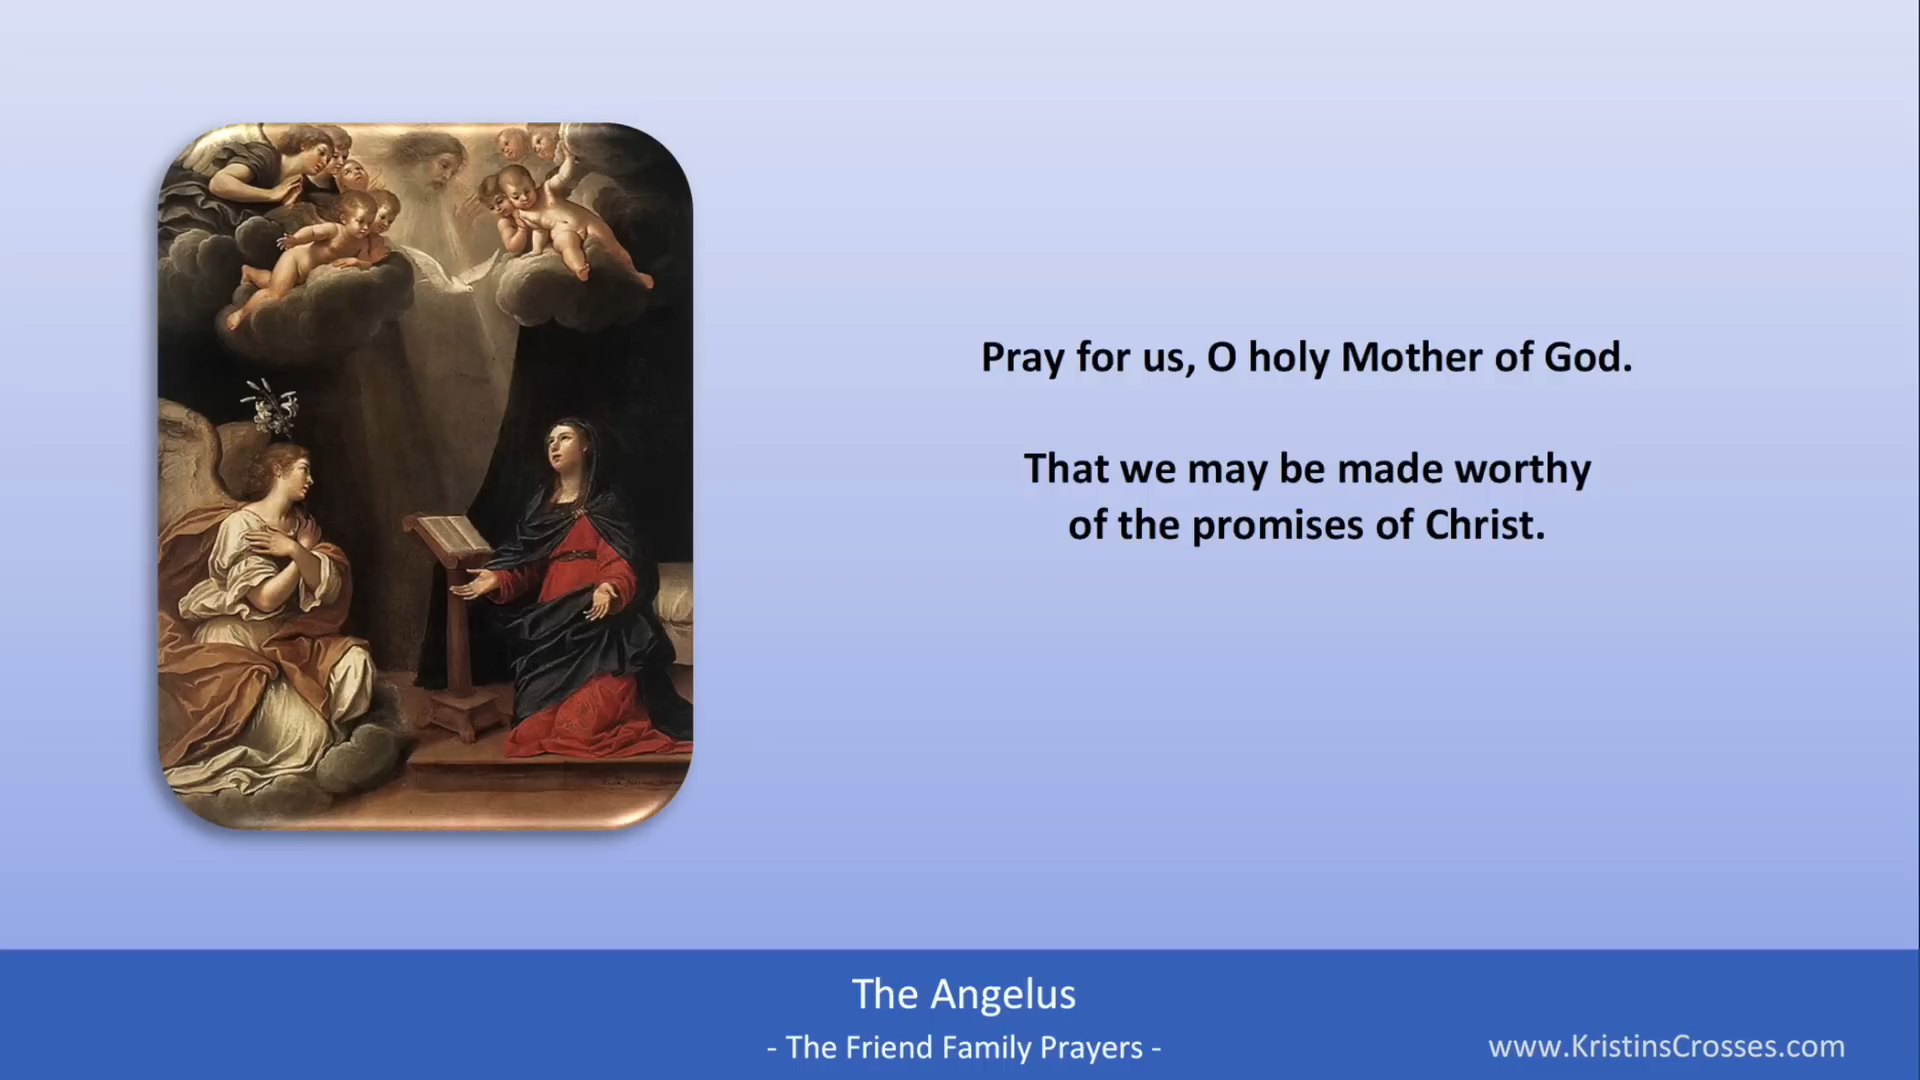 Pray for us, O holy Mother of God.
That we may be made worthy
of the promises of Christ.
The Angelus
- The Friend Family Prayers -
www.KristinsCrosses.com